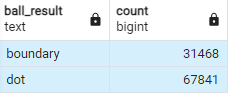 ball_result count
text bigint
boundary 31468
dot 67841